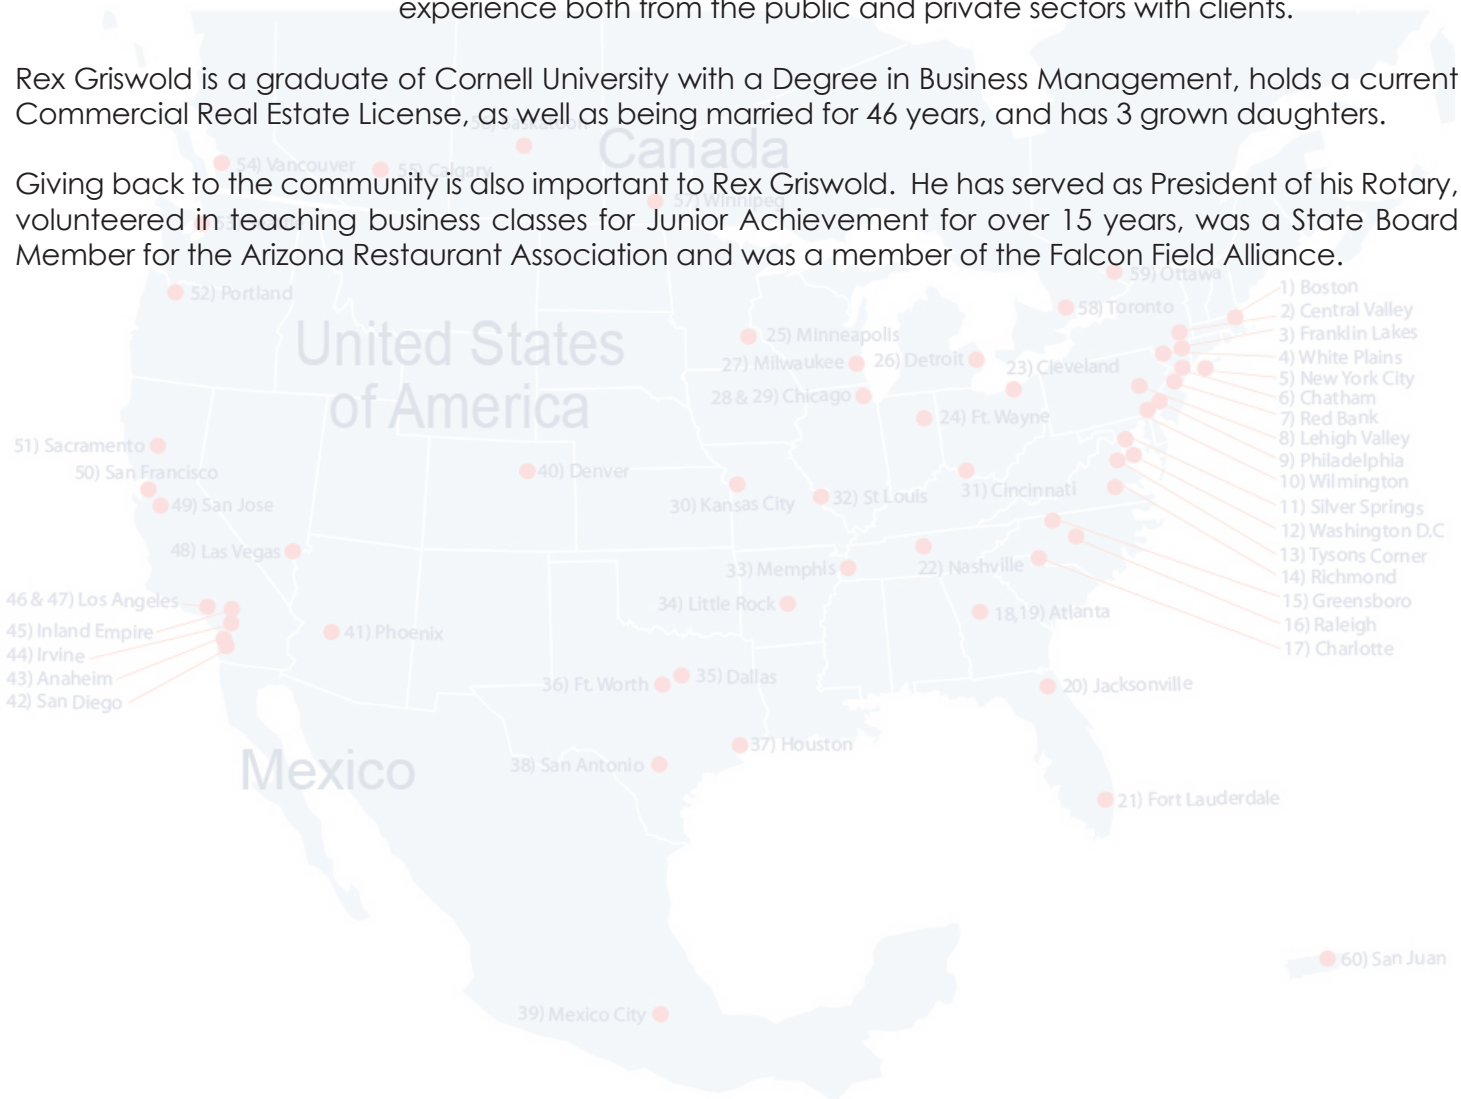 experience both from the public and private sectors with clients.
Rex Griswold is a graduate of Cornell University with a Degree in Business Management, holds a current
Commercial Real Estate License, as well as being married for 46 years, and has 3 grown daughters.
Giving back to the community is also important to Rex Griswold.  He has served as President of his Rotary,
volunteered in teaching business classes for Junior Achievement for over 15 years, was a State Board
Member for the Arizona Restaurant Association and was a member of the Falcon Field Alliance.
56) Saskatoon
Canada
54) Vancouver
55) Calgary
57) Winnipeg
59) Ottawa
52) Portland
58) Toronto
1) Boston
2) Central Valley
3) Franklin Lakes
4) White Plains
5) New York City
6) Chatham
7) Red Bank
8) Lehigh Valley
9) Philadelphia
10) Wilmington
11) Silver Springs
12) Washington D.C
13) Tysons Corner
14) Richmond
15) Greensboro
16) Raleigh
17) Charlotte
United States
of America
25) Minneapolis
27) Milwaukee
26) Detroit
23) Cleveland
28 & 29) Chicago
24) Ft. Wayne
51) Sacramento
50) San Francisco
49) San Jose
40) Denver
30) Kansas City
32) St Louis
31) Cincinnati
48) Las Vegas
33) Memphis
22) Nashville
46 & 47) Los Angeles
45) Inland Empire
44) Irvine
43) Anaheim
42) San Diego
41) Phoenix
34) Little Rock
18,19) Atlanta
36) Ft. Worth
35) Dallas
20) Jacksonville
Mexico
38) San Antonio
37) Houston
21) Fort Lauderdale
60) San Juan
39) Mexico City